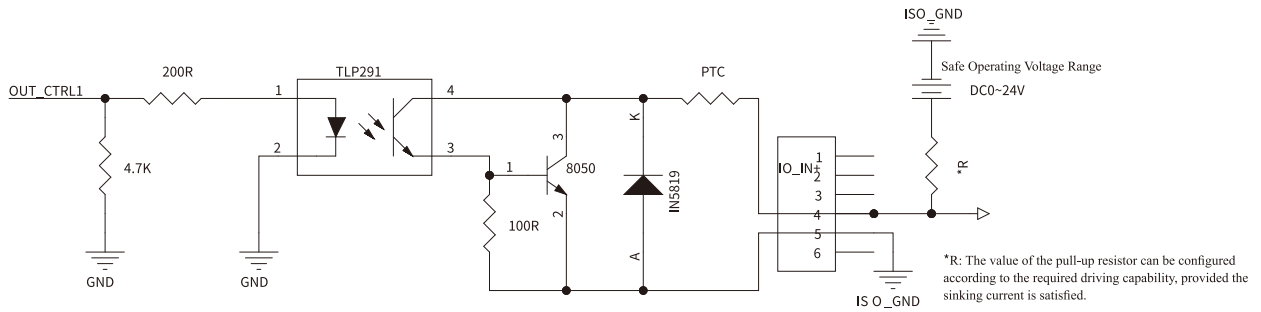 ISO_GND
Safe Operating Voltage Range
DC0~24V
200R
TLP291
PTC
OUT_CTRL1
1
4
K
3
4.7K
2
3
1
8050
IN5819
IO_IN+
1
2
3
4
5
6
*R
100R
2
A
GND
GND
IS O_GND
*R: The value of the pull-up resistor can be configured
according to the required driving capability, provided the
sinking current is satisfied.